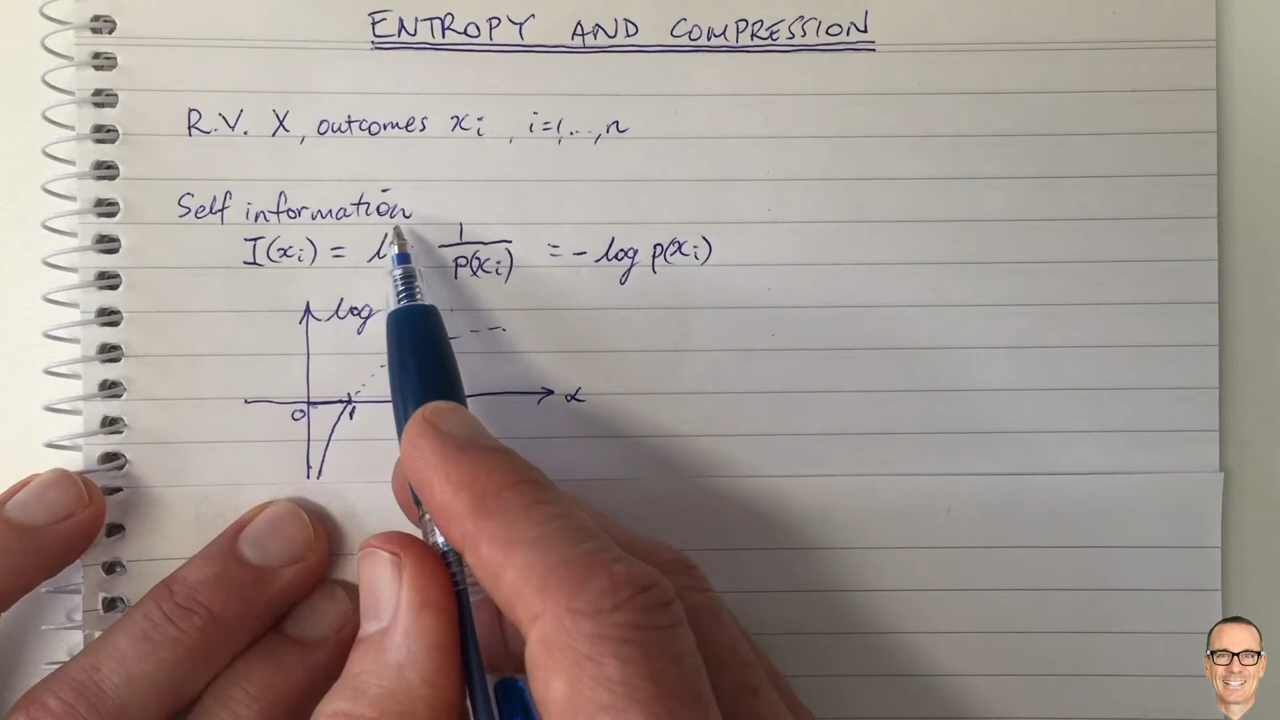 ENTROPY AND COMPRESSION
R.V. X, outcomes xi , i=1,...,n
Self information
I(xi) = l 1/p(xi) = - log p(xi)
log
0 1 α